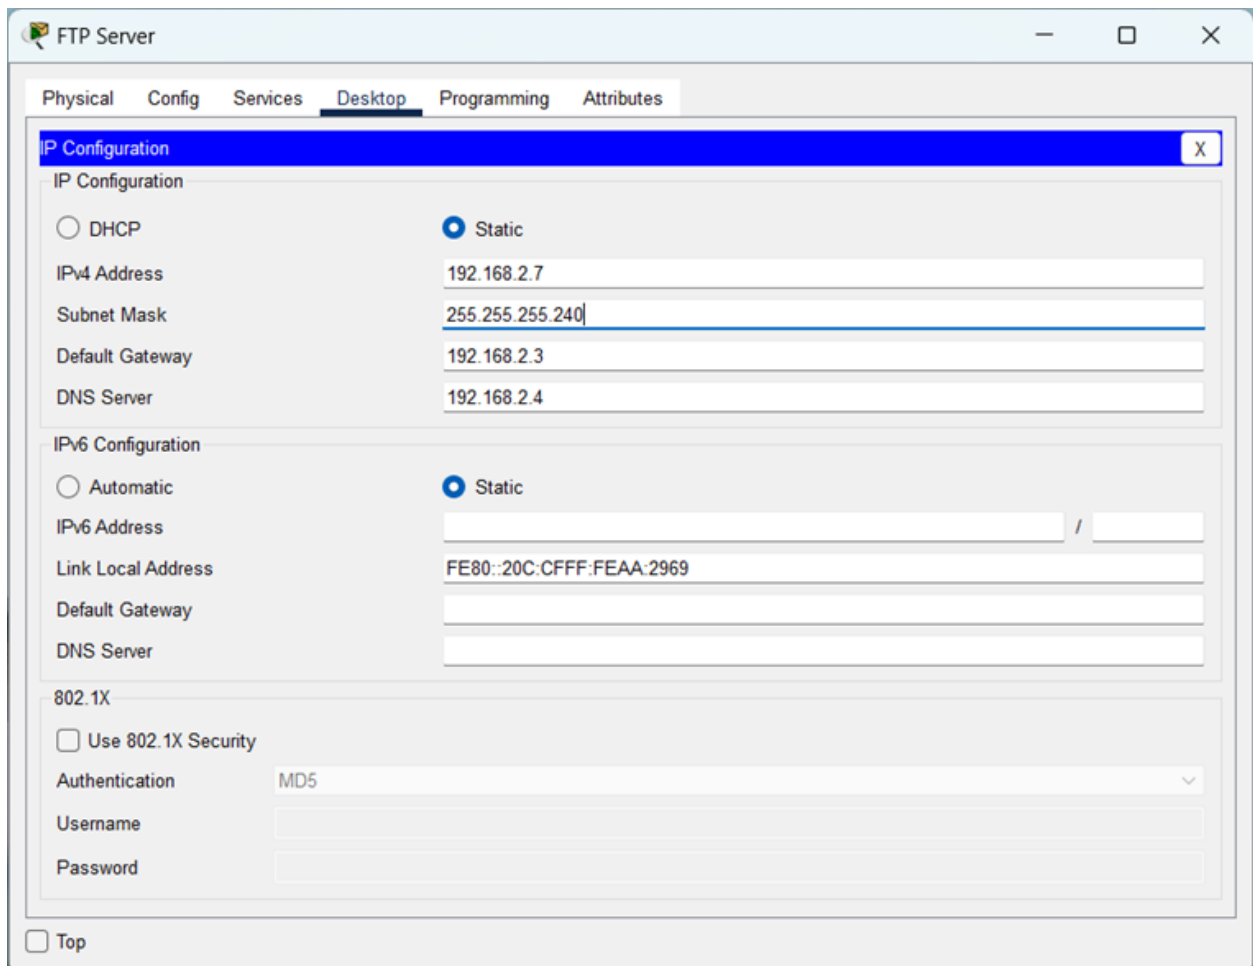 FTP Server
Physical Config Services Desktop Programming Attributes
IP Configuration X
IP Configuration
DHCP Static
IPv4 Address 192.168.2.7
Subnet Mask 255.255.255.240
Default Gateway 192.168.2.3
DNS Server 192.168.2.4
IPv6 Configuration
Automatic Static
IPv6 Address /
Link Local Address FE80::20C:CFFF:FEAA:2969
Default Gateway
DNS Server
802.1X
Use 802.1X Security
Authentication MD5
Username
Password
Top